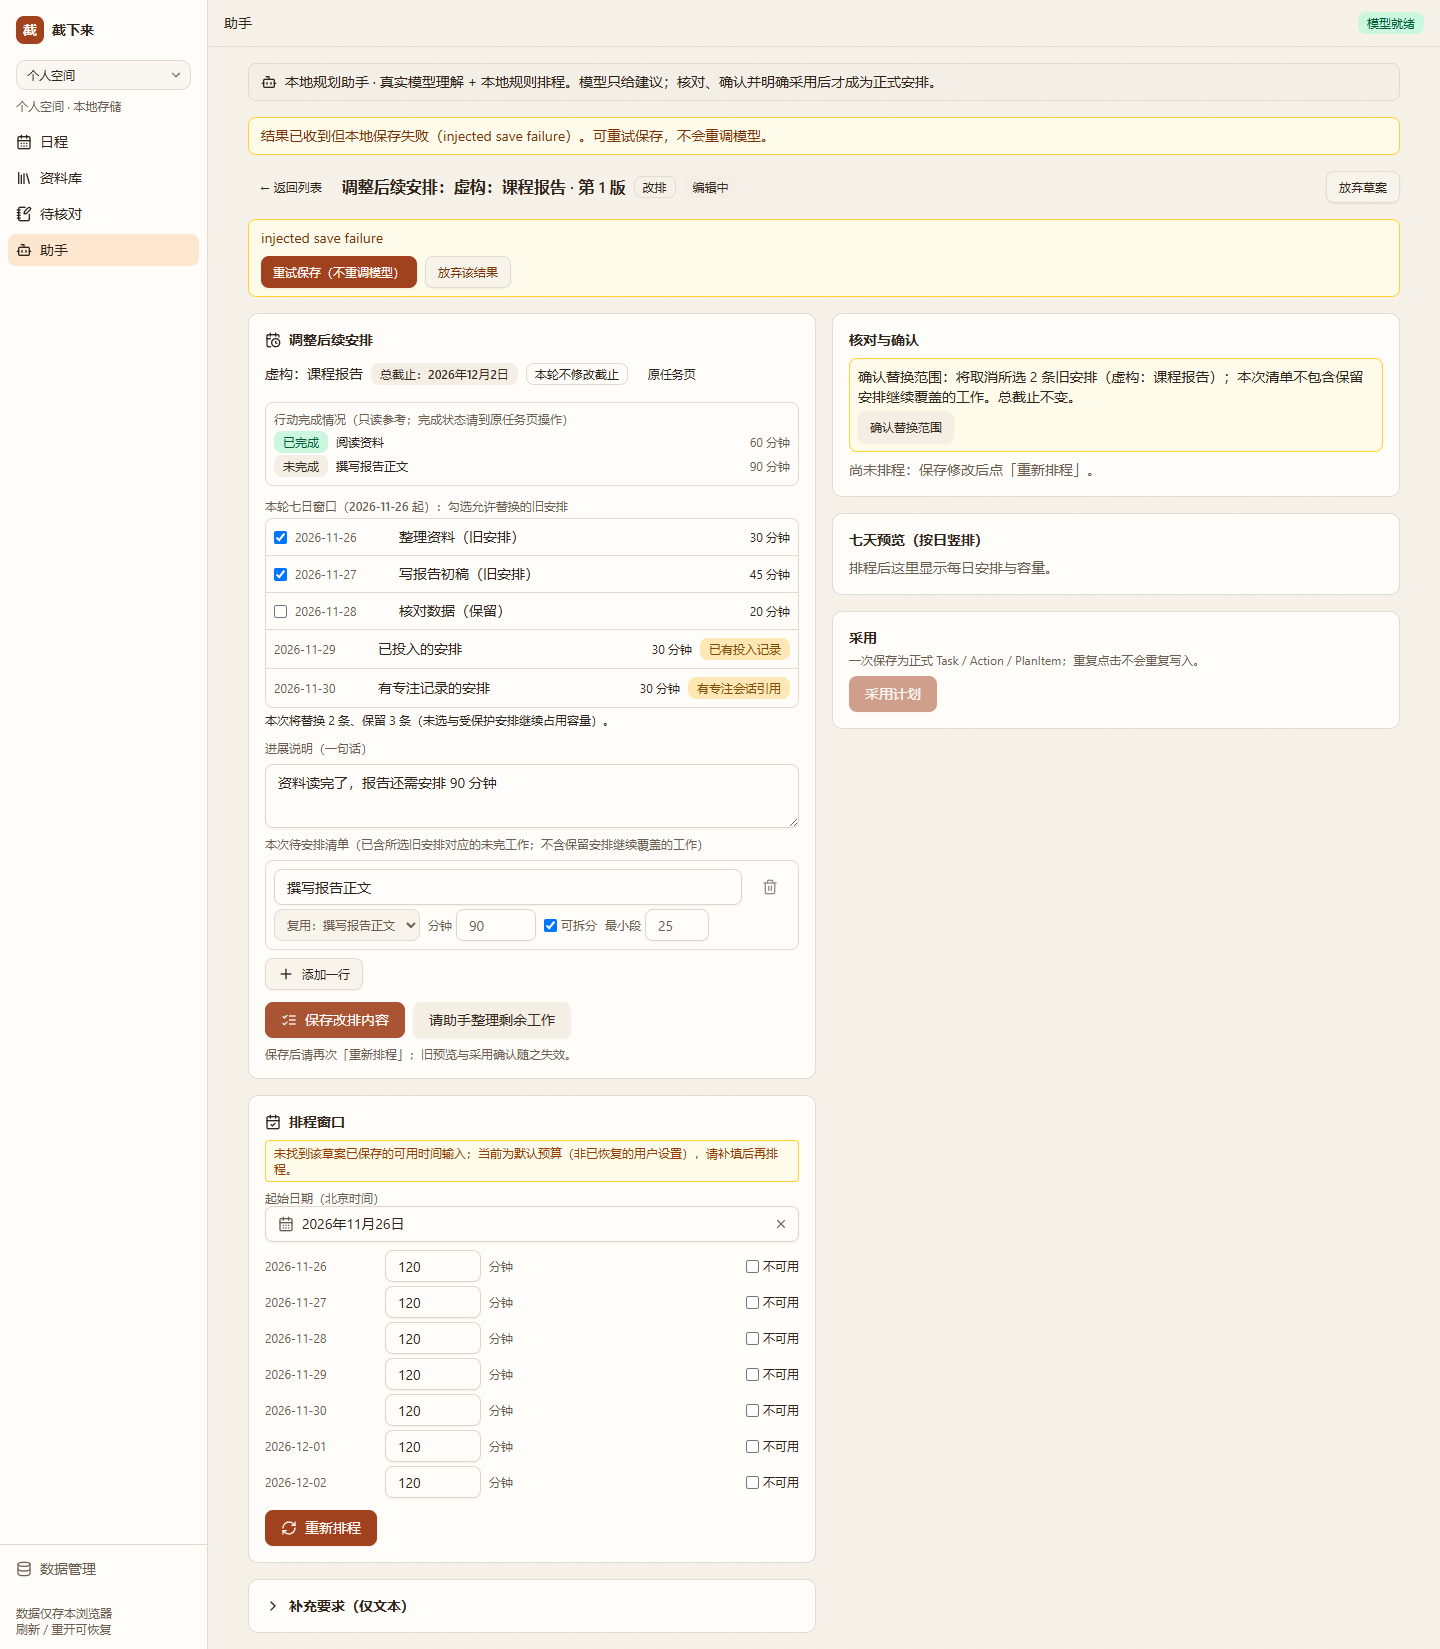 截 截下来
个人空间
个人空间 · 本地存储
日程
资料库
待核对
助手
数据管理
数据仅存本浏览器
刷新 / 重开可恢复
助手
模型就绪
本地规划助手 · 真实模型理解 + 本地规则排程。模型只给建议；核对、确认并明确采用后才成为正式安排。
结果已收到但本地保存失败（injected save failure）。可重试保存，不会重调模型。
← 返回列表 调整后续安排：虚构：课程报告 · 第 1 版 改排 编辑中 放弃草案
injected save failure
重试保存（不重调模型） 放弃该结果
调整后续安排
虚构：课程报告 总截止：2026年12月2日 本轮不修改截止 原任务页
行动完成情况（只读参考；完成状态请到原任务页操作）
已完成 阅读资料 60 分钟
未完成 撰写报告正文 90 分钟
本轮七日窗口（2026-11-26 起）：勾选允许替换的旧安排
2026-11-26 整理资料（旧安排） 30 分钟
2026-11-27 写报告初稿（旧安排） 45 分钟
2026-11-28 核对数据（保留） 20 分钟
2026-11-29 已投入的安排 30 分钟 已有投入记录
2026-11-30 有专注记录的安排 30 分钟 有专注会话引用
本次将替换 2 条、保留 3 条（未选与受保护安排继续占用容量）。
进展说明（一句话）
资料读完了，报告还需安排 90 分钟
本次待安排清单（已含所选旧安排对应的未完工作；不含保留安排继续覆盖的工作）
撰写报告正文
复用：撰写报告正文 分钟 90 可拆分 最小段 25
添加一行
保存改排内容 请助手整理剩余工作
保存后请再次「重新排程」；旧预览与采用确认随之失效。
排程窗口
未找到该草案已保存的可用时间输入；当前为默认预算（非已恢复的用户设置），请补填后再排
程。
起始日期（北京时间）
2026年11月26日
2026-11-26 120 分钟 不可用
2026-11-27 120 分钟 不可用
2026-11-28 120 分钟 不可用
2026-11-29 120 分钟 不可用
2026-11-30 120 分钟 不可用
2026-12-01 120 分钟 不可用
2026-12-02 120 分钟 不可用
重新排程
补充要求（仅文本）
核对与确认
确认替换范围：将取消所选 2 条旧安排（虚构：课程报告）；本次清单不包含保留
安排继续覆盖的工作。总截止不变。
确认替换范围
尚未排程：保存修改后点「重新排程」。
七天预览（按日竖排）
排程后这里显示每日安排与容量。
采用
一次保存为正式 Task / Action / PlanItem；重复点击不会重复写入。
采用计划